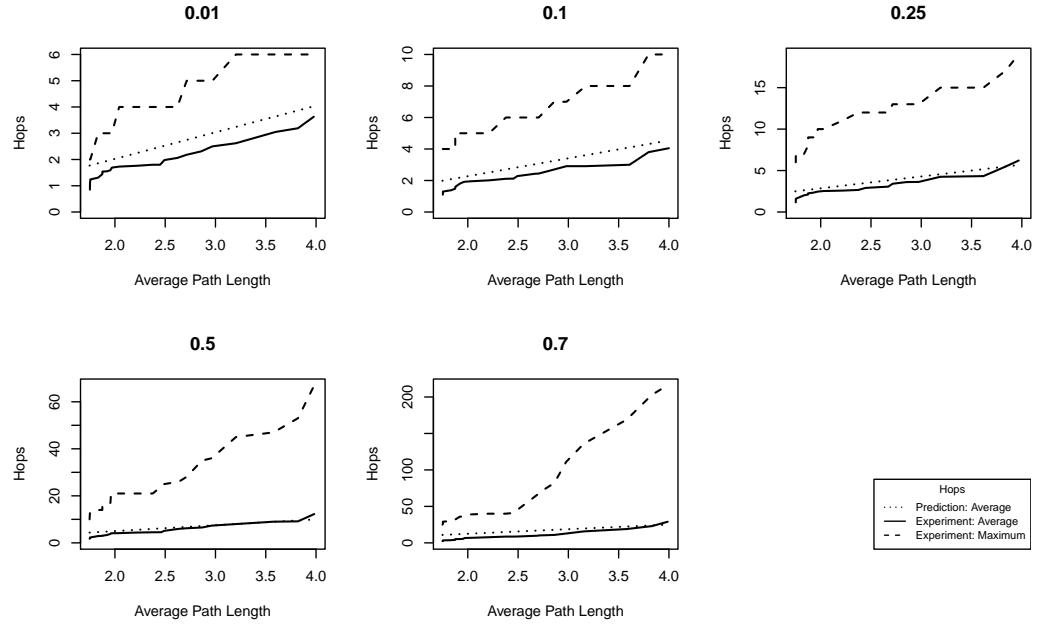 0.01
0.1
0.25
Hops
0 1 2 3 4 5 6
2.0 2.5 3.0 3.5 4.0
Average Path Length
Hops
0 2 4 6 8 10
2.0 2.5 3.0 3.5 4.0
Average Path Length
Hops
0 5 10 15
2.0 2.5 3.0 3.5 4.0
Average Path Length
0.5
0.7
Hops
0 20 40 60
2.0 2.5 3.0 3.5 4.0
Average Path Length
Hops
0 50 100 200
2.0 2.5 3.0 3.5 4.0
Average Path Length
Hops
Prediction: Average
Experiment: Average
Experiment: Maximum